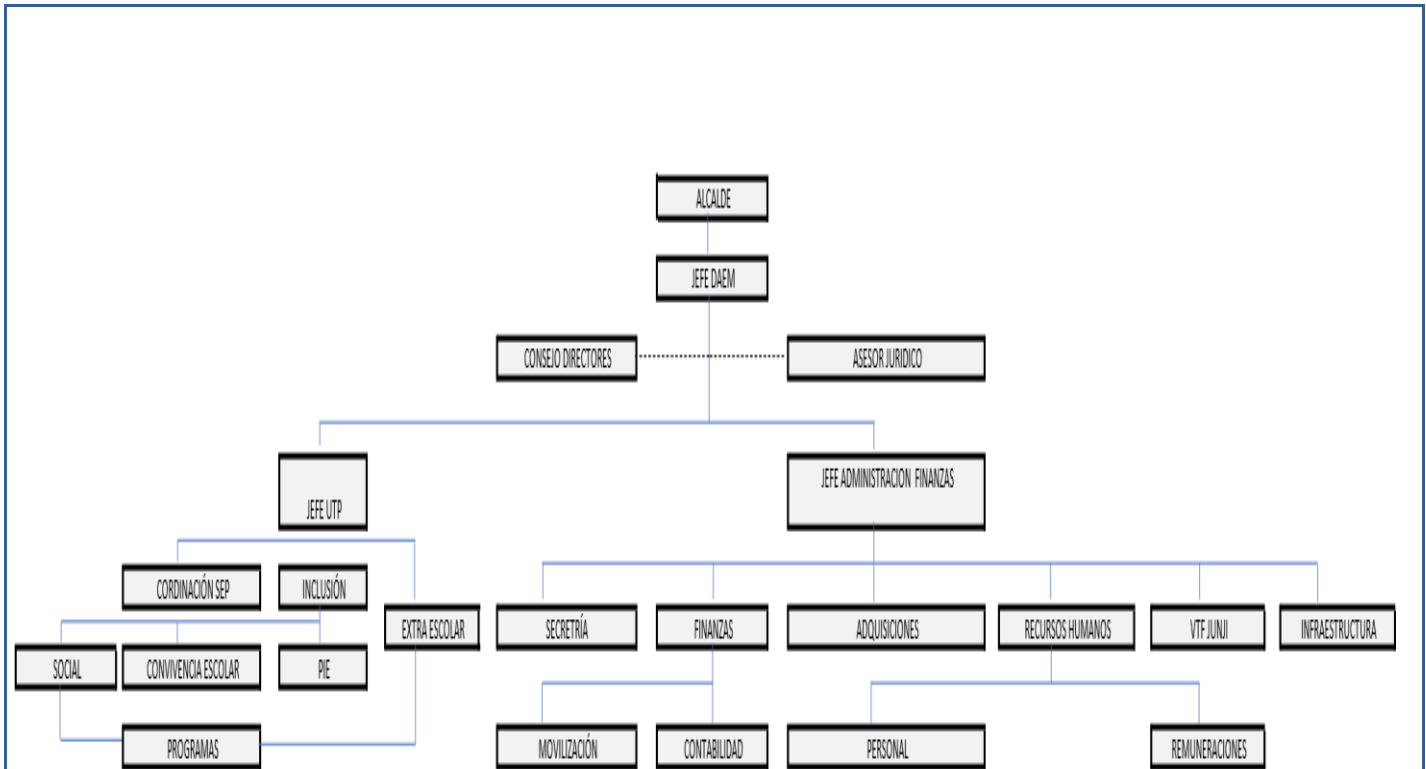 ALCALDE
JEFE DAEM
CONSEJO DIRECTORES
ASESOR JURIDICO
JEFE UTP
JEFE ADMINISTRACION FINANZAS
CORDINACIÓN SEP
INCLUSIÓN
EXTRA ESCOLAR
SECRETRÍA
FINANZAS
ADQUISICIONES
RECURSOS HUMANOS
VTF JUNJI
INFRAESTRUCTURA
SOCIAL
CONVIVENCIA ESCOLAR
PIE
PROGRAMAS
MOVILIZACIÓN
CONTABILIDAD
PERSONAL
REMUNERACIONES